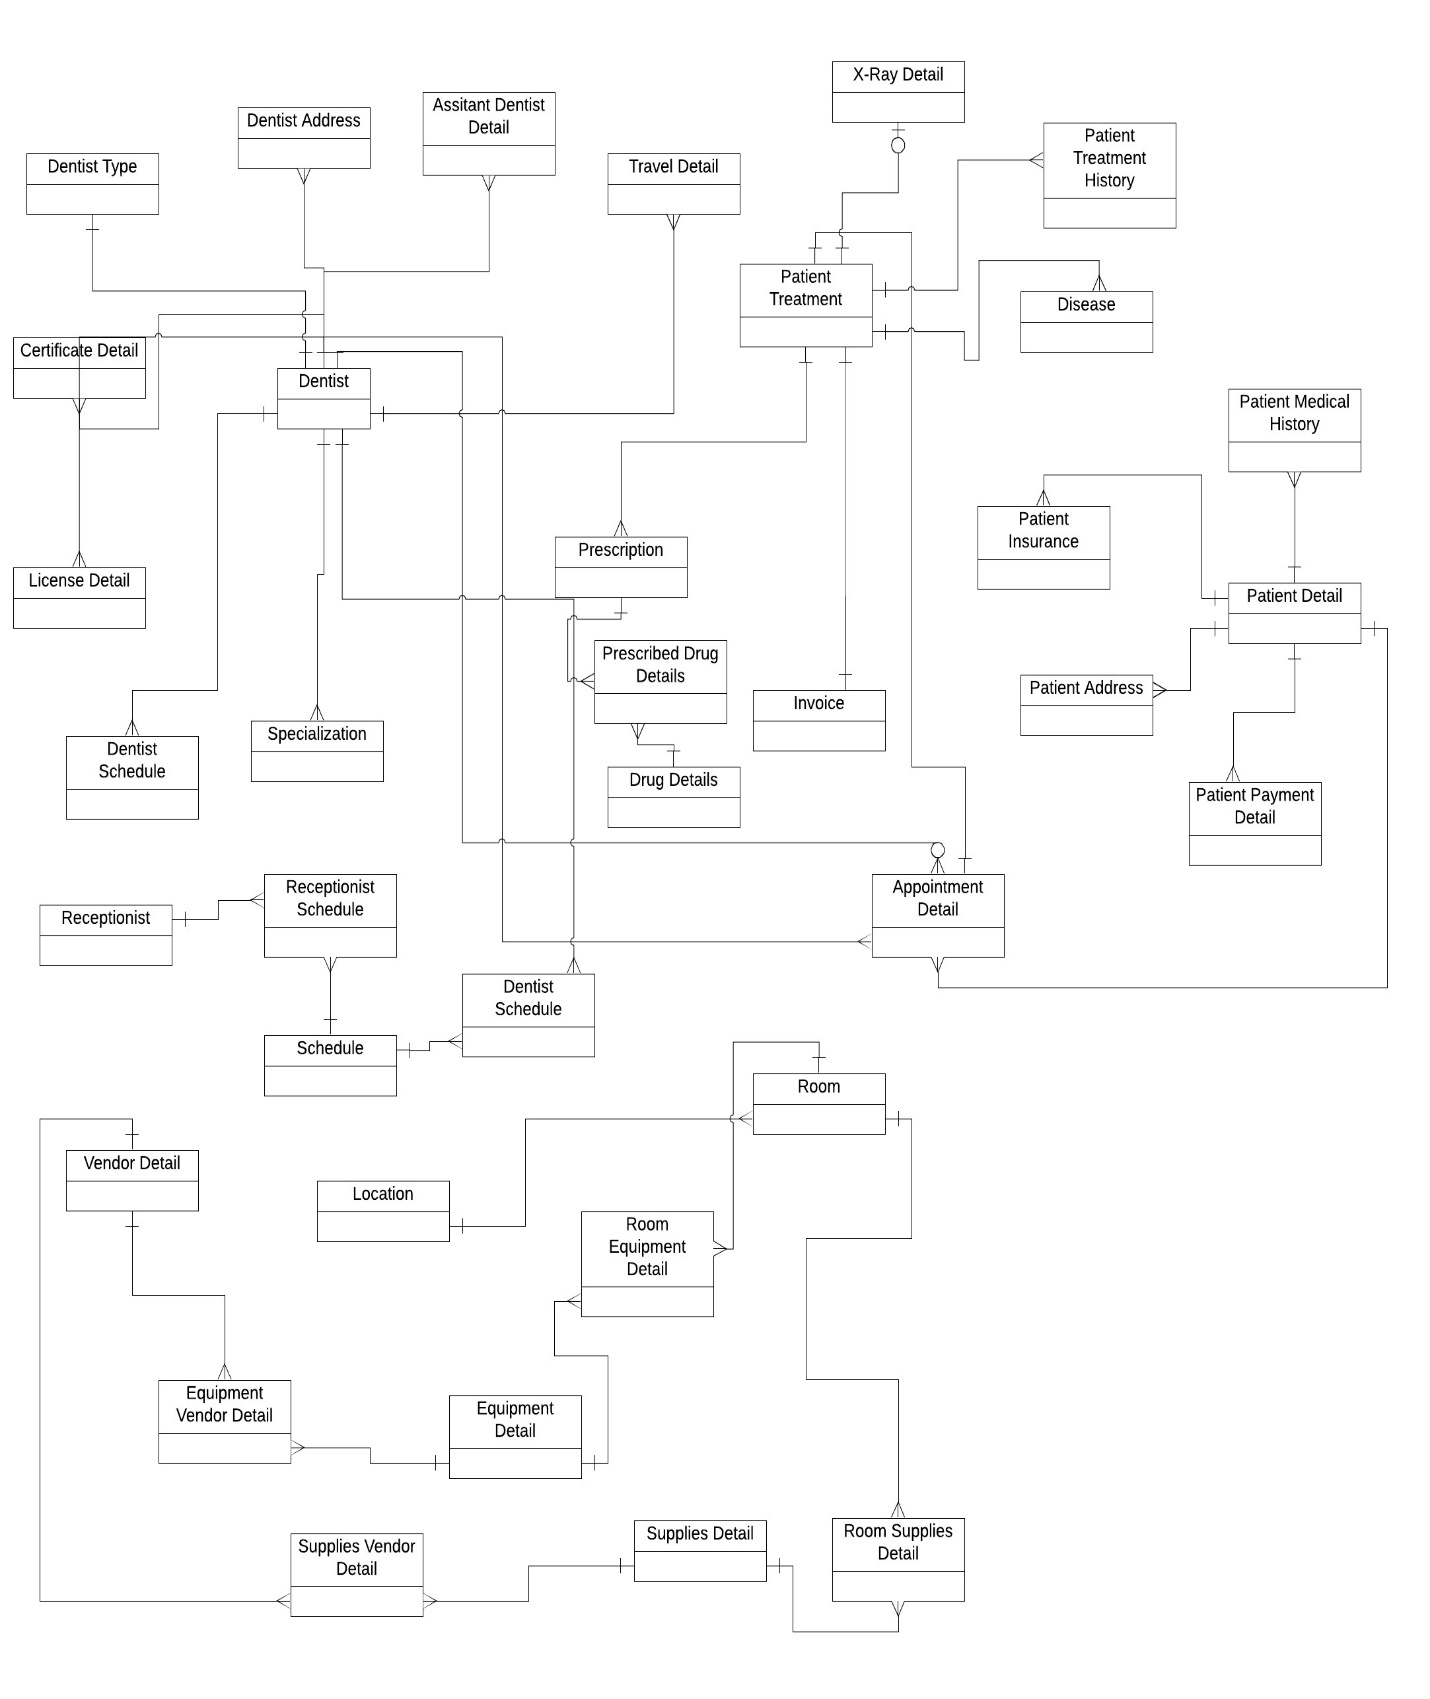 X-Ray Detail
Assitant Dentist
Detail
Dentist Address
Patient
Treatment
History
Dentist Type
Travel Detail
Patient
Treatment
Disease
Certificate Detail
Dentist
Patient Medical
History
Patient
Insurance
Prescription
License Detail
Patient Detail
Prescribed Drug
Details
Patient Address
Invoice
Specialization
Dentist
Schedule
Drug Details
Patient Payment
Detail
Receptionist
Schedule
Appointment
Detail
Receptionist
Dentist
Schedule
Schedule
Room
Vendor Detail
Location
Room
Equipment
Detail
Equipment
Vendor Detail
Equipment
Detail
Supplies Detail
Room Supplies
Detail
Supplies Vendor
Detail